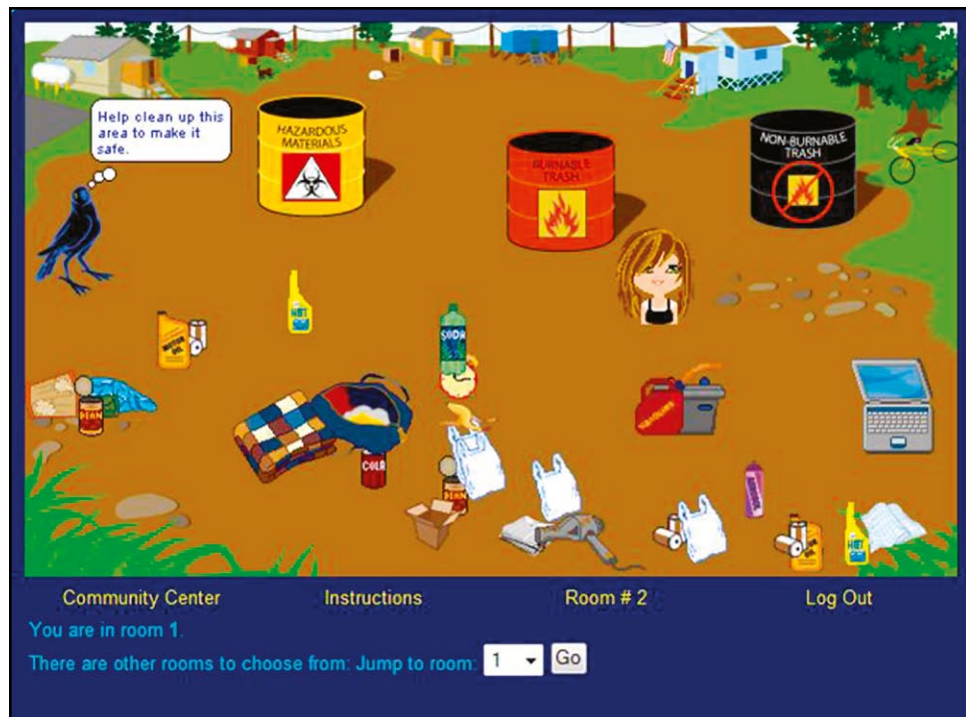 Help clean up this
area to make it
safe.
HAZARDOUS
MATERIALS
BURNABLE
TRASH
NON-BURNABLE
TRASH
MOTOR
OIL
SODA
COLA
Community Center
Instructions
Room # 2
Log Out
You are in room 1.
There are other rooms to choose from: Jump to room: 1 Go